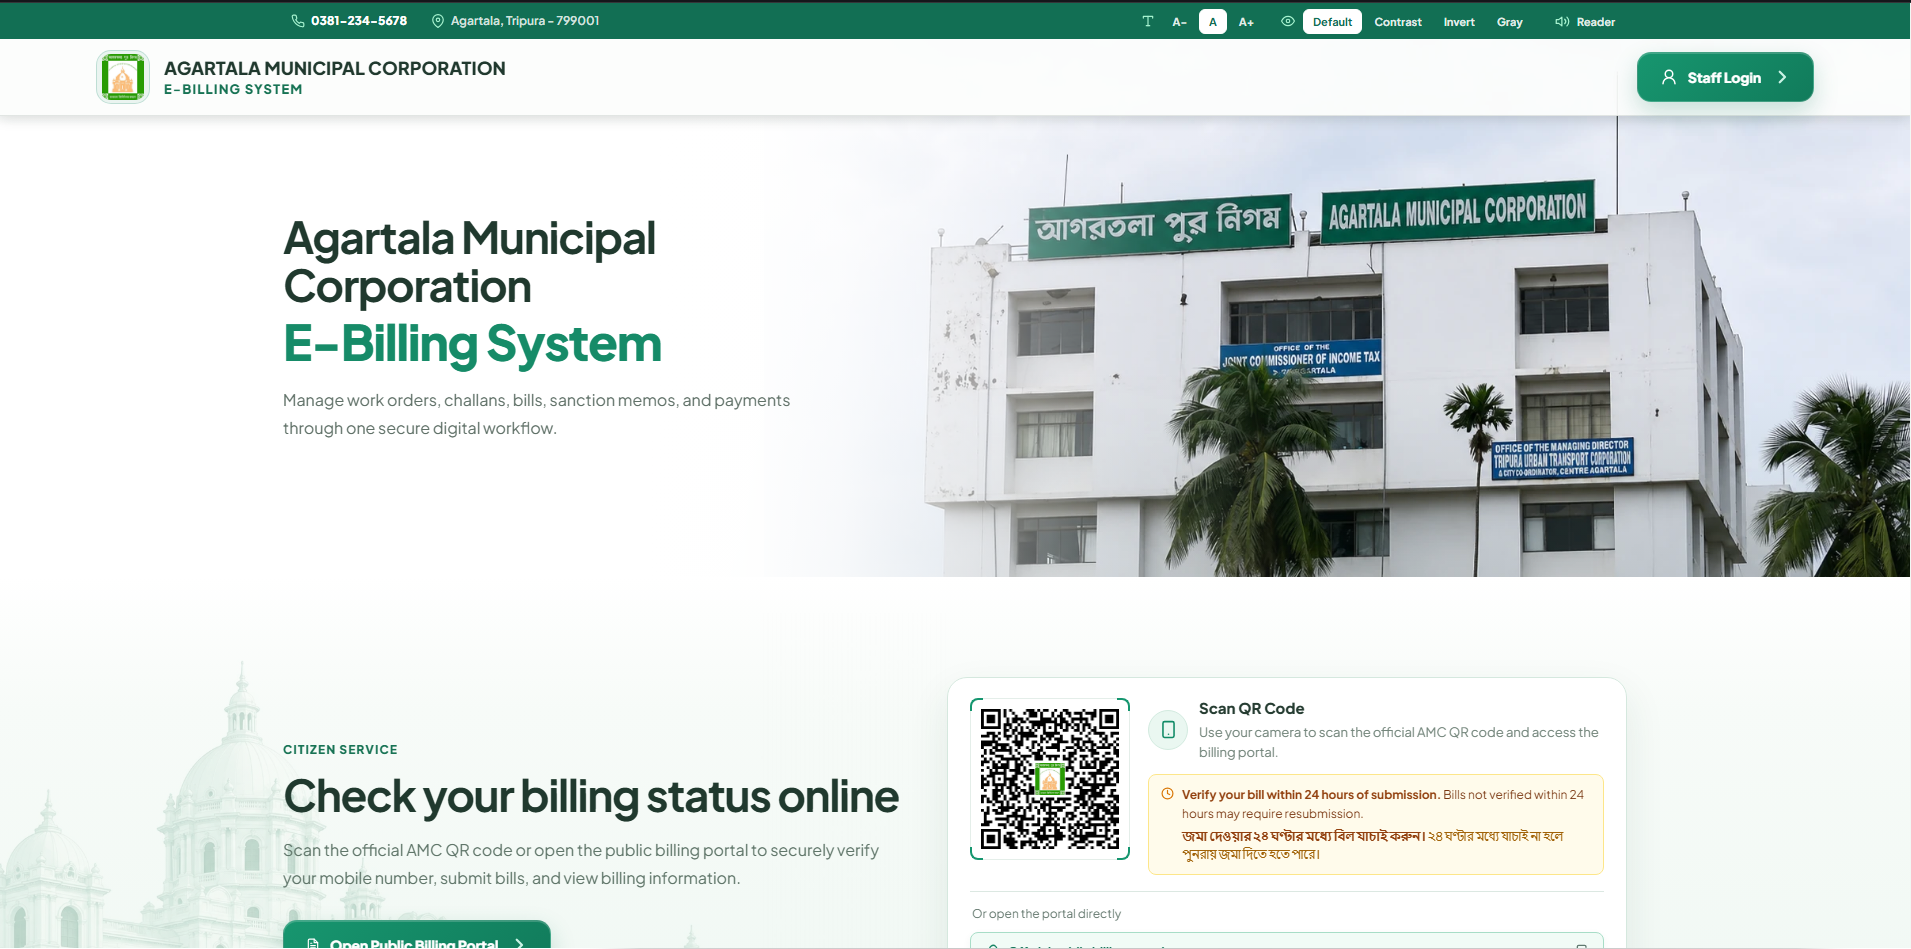 0381-234-5678
Agartala, Tripura - 799001
A-
A
A+
Default
Contrast
Invert
Gray
Reader
AGARTALA MUNICIPAL CORPORATION
E-BILLING SYSTEM
Staff Login
আগরতলা পুর নিগম
AGARTALA MUNICIPAL CORPORATION
Agartala Municipal
Corporation
E-Billing System
Manage work orders, challans, bills, sanction memos, and payments
through one secure digital workflow.
OFFICE OF THE
JOINT COMMISSIONER OF INCOME TAX
AGARTALA
OFFICE OF THE MANAGING DIRECTOR
TRIPURA URBAN TRANSPORT CORPORATION
& CITY CO-ORDINATOR, CENTRE AGARTALA
CITIZEN SERVICE
Check your billing status online
Scan the official AMC QR code or open the public billing portal to securely verify
your mobile number, submit bills, and view billing information.
Open Public Billing Portal
Scan QR Code
Use your camera to scan the official AMC QR code and access the
billing portal.
Verify your bill within 24 hours of submission. Bills not verified within 24
hours may require resubmission.
জমা দেওয়ার ২৪ ঘণ্টার মধ্যে বিল যাচাই করুন। ২৪ ঘণ্টার মধ্যে যাচাই না হলে
পুনরায় জমা দিতে হতে পারে।
Or open the portal directly